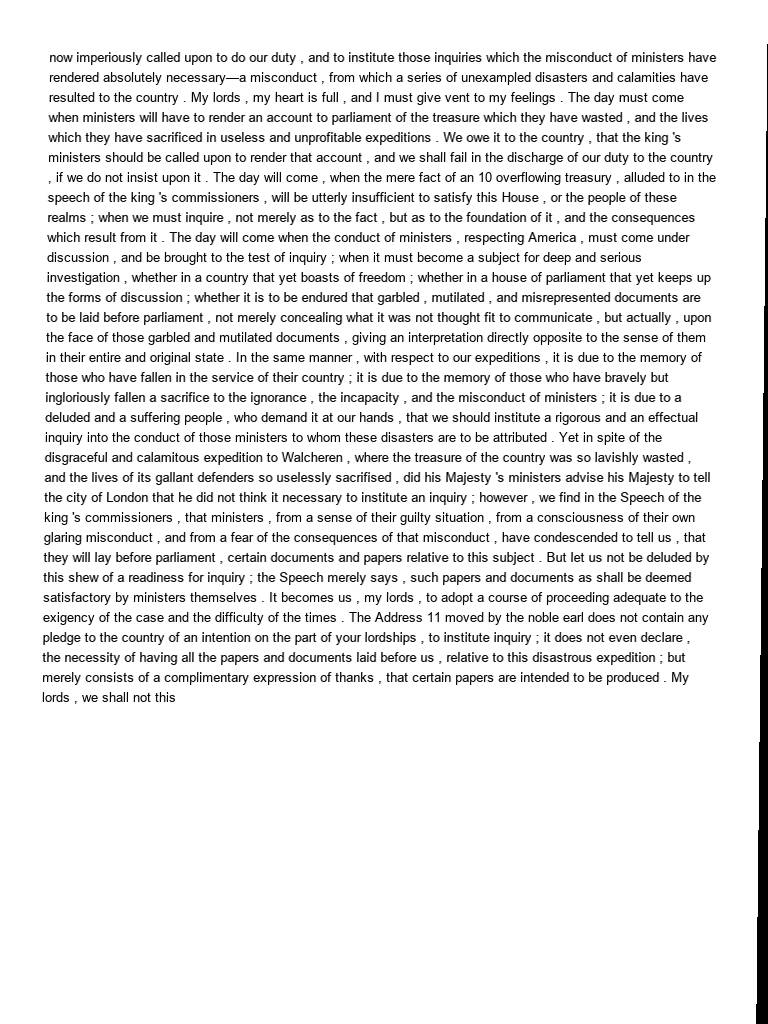 now imperiously called upon to do our duty , and to institute those inquiries which the misconduct of ministers have
rendered absolutely necessary—a misconduct , from which a series of unexampled disasters and calamities have
resulted to the country . My lords , my heart is full , and I must give vent to my feelings . The day must come
when ministers will have to render an account to parliament of the treasure which they have wasted , and the lives
which they have sacrificed in useless and unprofitable expeditions . We owe it to the country , that the king 's
ministers should be called upon to render that account , and we shall fail in the discharge of our duty to the country
, if we do not insist upon it . The day will come , when the mere fact of an 10 overflowing treasury , alluded to in the
speech of the king 's commissioners , will be utterly insufficient to satisfy this House , or the people of these
realms ; when we must inquire , not merely as to the fact , but as to the foundation of it , and the consequences
which result from it . The day will come when the conduct of ministers , respecting America , must come under
discussion , and be brought to the test of inquiry ; when it must become a subject for deep and serious
investigation , whether in a country that yet boasts of freedom ; whether in a house of parliament that yet keeps up
the forms of discussion ; whether it is to be endured that garbled , mutilated , and misrepresented documents are
to be laid before parliament , not merely concealing what it was not thought fit to communicate , but actually , upon
the face of those garbled and mutilated documents , giving an interpretation directly opposite to the sense of them
in their entire and original state . In the same manner , with respect to our expeditions , it is due to the memory of
those who have fallen in the service of their country ; it is due to the memory of those who have bravely but
ingloriously fallen a sacrifice to the ignorance , the incapacity , and the misconduct of ministers ; it is due to a
deluded and a suffering people , who demand it at our hands , that we should institute a rigorous and an effectual
inquiry into the conduct of those ministers to whom these disasters are to be attributed . Yet in spite of the
disgraceful and calamitous expedition to Walcheren , where the treasure of the country was so lavishly wasted ,
and the lives of its gallant defenders so uselessly sacrifised , did his Majesty 's ministers advise his Majesty to tell
the city of London that he did not think it necessary to institute an inquiry ; however , we find in the Speech of the
king 's commissioners , that ministers , from a sense of their guilty situation , from a consciousness of their own
glaring misconduct , and from a fear of the consequences of that misconduct , have condescended to tell us , that
they will lay before parliament , certain documents and papers relative to this subject . But let us not be deluded by
this shew of a readiness for inquiry ; the Speech merely says , such papers and documents as shall be deemed
satisfactory by ministers themselves . It becomes us , my lords , to adopt a course of proceeding adequate to the
exigency of the case and the difficulty of the times . The Address 11 moved by the noble earl does not contain any
pledge to the country of an intention on the part of your lordships , to institute inquiry ; it does not even declare ,
the necessity of having all the papers and documents laid before us , relative to this disastrous expedition ; but
merely consists of a complimentary expression of thanks , that certain papers are intended to be produced . My
lords , we shall not this